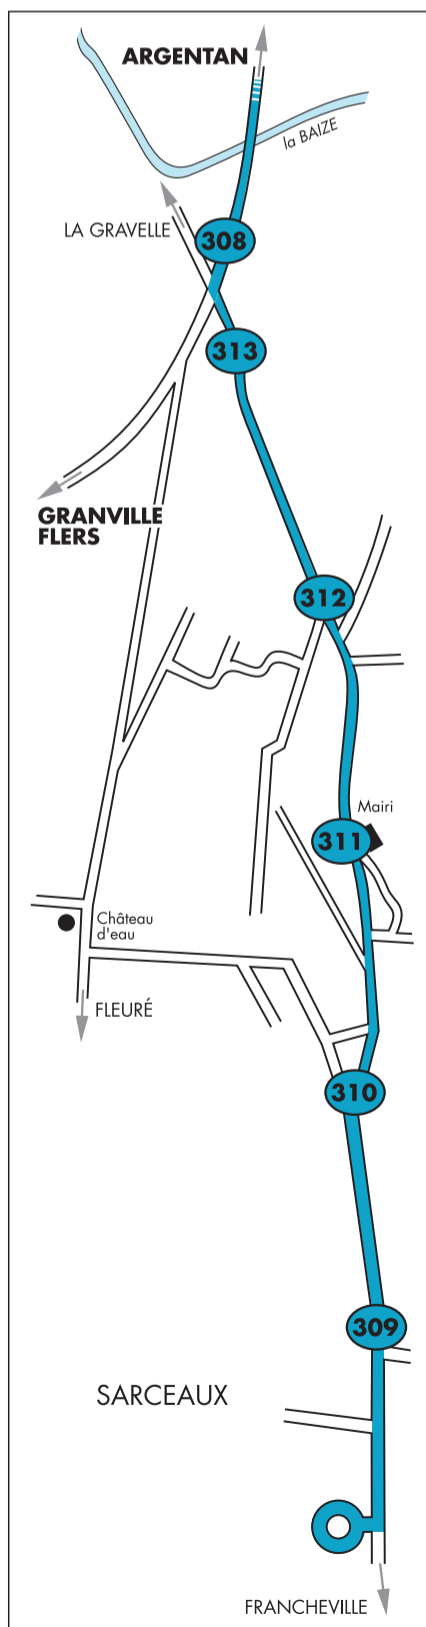 ARGENTAN
la BAIZE
LA GRAVELLE
308
313
GRANVILLE
FLERS
312
Mairi
311
Château
d'eau
FLEURÉ
310
309
SARCEAUX
FRANCHEVILLE